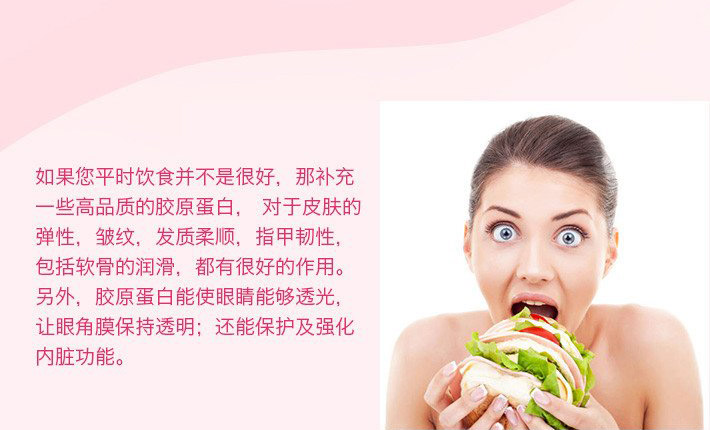 如果您平时饮食并不是很好，那补充
一些高品质的胶原蛋白， 对于皮肤的
弹性，皱纹，发质柔顺，指甲韧性，
包括软骨的润滑，都有很好的作用。
另外，胶原蛋白能使眼睛能够透光，
让眼角膜保持透明；还能保护及强化
内脏功能。